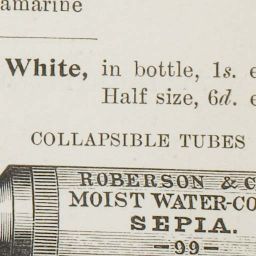 amarine
White, in bottle, 1s. e
Half size, 6d. e
COLLAPSIBLE TUBES
ROBERSON & C
MOIST WATER-CO
SEPIA.
-99-